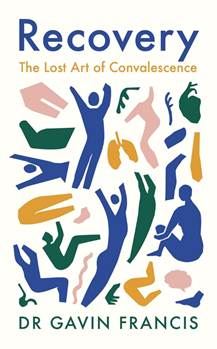 Recovery
The Lost Art of Convalescence
DR GAVIN FRANCIS